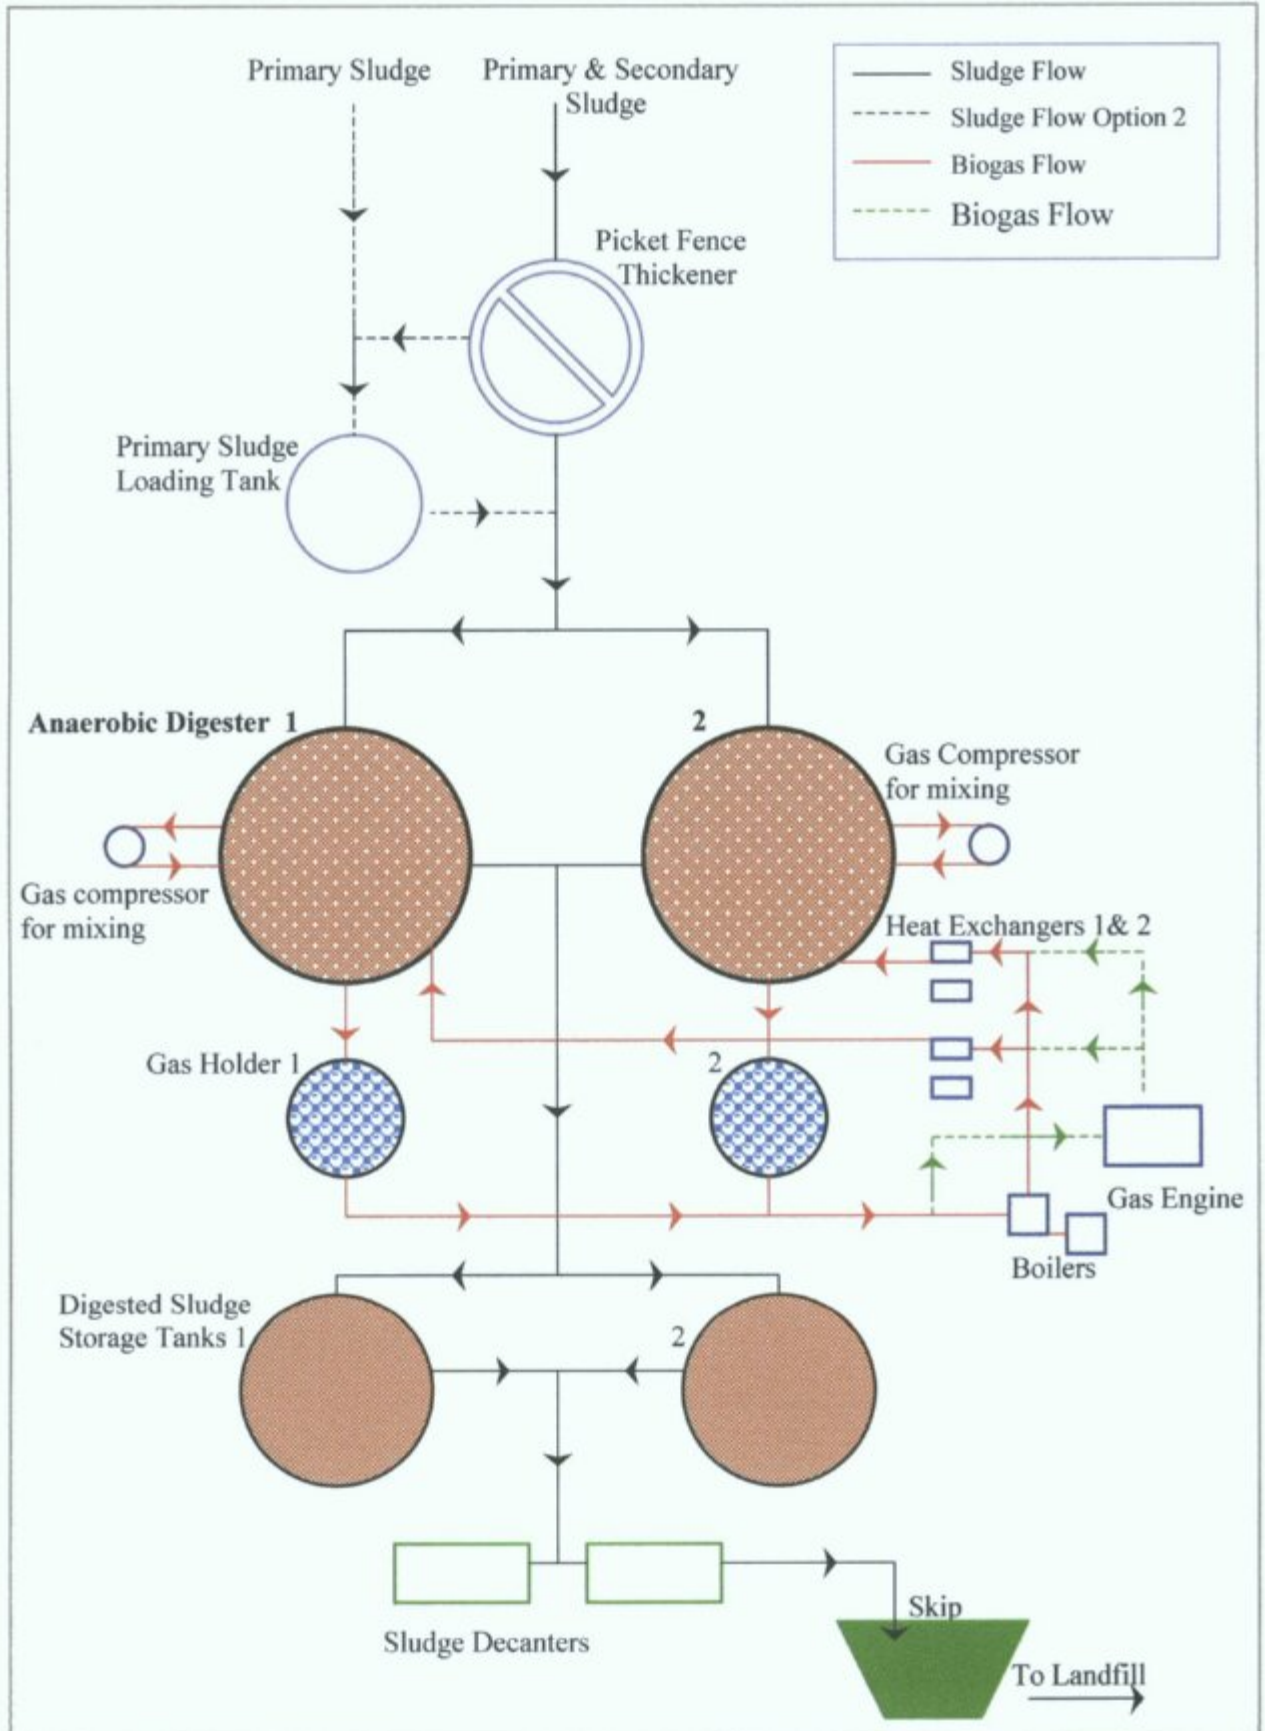 Primary Sludge
Primary & Secondary
Sludge
Sludge Flow
Sludge Flow Option 2
Biogas Flow
Biogas Flow
Picket Fence
Thickener
Primary Sludge
Loading Tank
Anaerobic Digester 1
2
Gas Compressor
for mixing
Gas compressor
for mixing
Heat Exchangers 1& 2
Gas Holder 1
2
Gas Engine
Boilers
Digested Sludge
Storage Tanks 1
2
Sludge Decanters
Skip
To Landfill